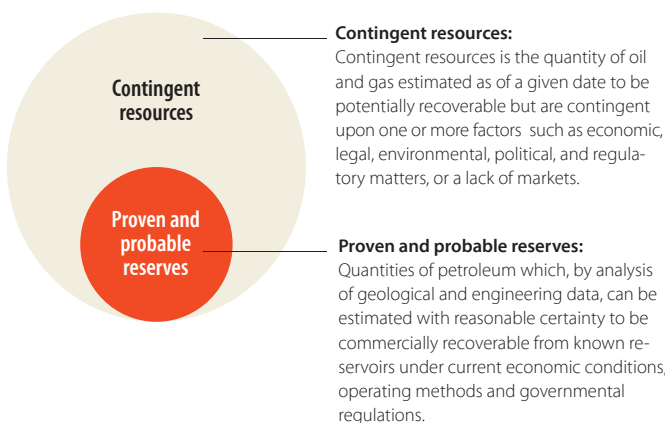 Contingent
resources
Proven and
probable
reserves
Contingent resources:
Contingent resources is the quantity of oil
and gas estimated as of a given date to be
potentially recoverable but are contingent
upon one or more factors  such as economic,
legal, environmental, political, and regula-
tory matters, or a lack of markets.
Proven and probable reserves:
Quantities of petroleum which, by analysis
of geological and engineering data, can be
estimated with reasonable certainty to be
commercially recoverable from known re-
servoirs under current economic conditions,
operating methods and governmental
regulations.